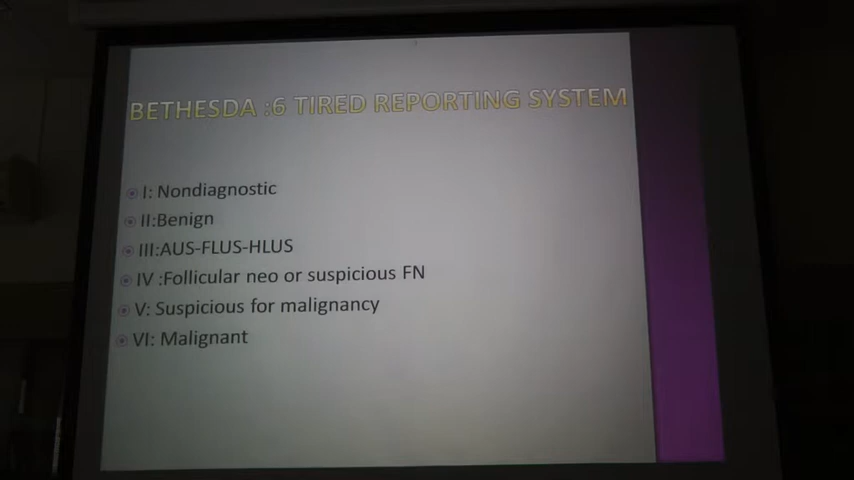 BETHESDA :6 TIRED REPORTING SYSTEM
I: Nondiagnostic
II:Benign
III:AUS-FLUS-HLUS
IV :Follicular neo or suspicious FN
V: Suspicious for malignancy
VI: Malignant